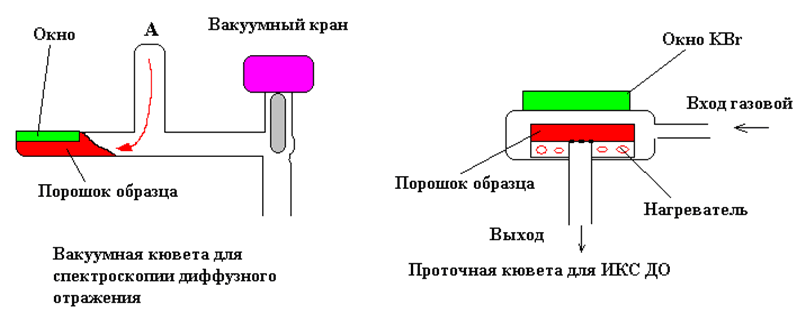 Окно
А
Вакуумный кран
Порошок образца
Вакуумная кювета для
спектроскопии диффузного
отражения
Окно KBr
Вход газовой
Порошок образца
Нагреватель
Выход
Проточная кювета для ИКС ДО